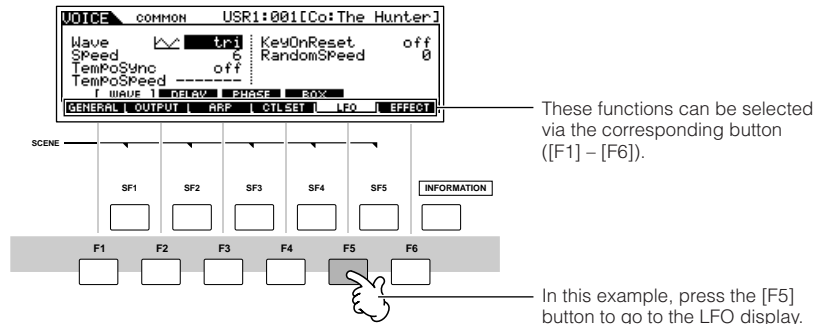 VOICE COMMON USR1:001[Co:The Hunter]
Wave tri KeyOnReset off
Speed 6 RandomSpeed 0
TempoSync off
TempoSpeed -------
[ WAVE ] DELAY PHASE BOX
GENERAL OUTPUT ARP CTLSET LFO EFFECT
These functions can be selected
via the corresponding button
([F1] – [F6]).
SCENE
SF1 SF2 SF3 SF4 SF5 INFORMATION
F1 F2 F3 F4 F5 F6
In this example, press the [F5]
button to go to the LFO display.